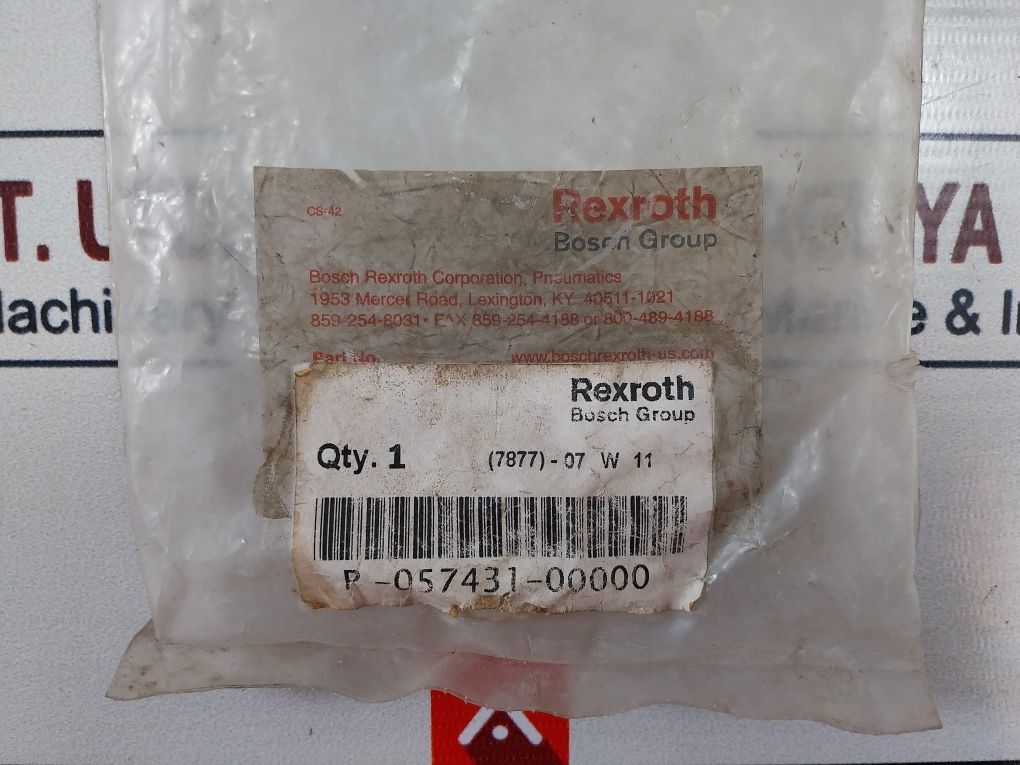 CS-42
Rexroth
Bosch Group
Bosch Rexroth Corporation, Pneumatics
1953 Mercer Road, Lexington, KY 40511-1021
859-254-8031• FAX 859-254-4188 or 800-489-4188
Part No.
www.boschrexroth-us.com
Rexroth
Bosch Group
Qty. 1 (7877) - 07 W 11
P -057431-00000
T. U YA
e & I